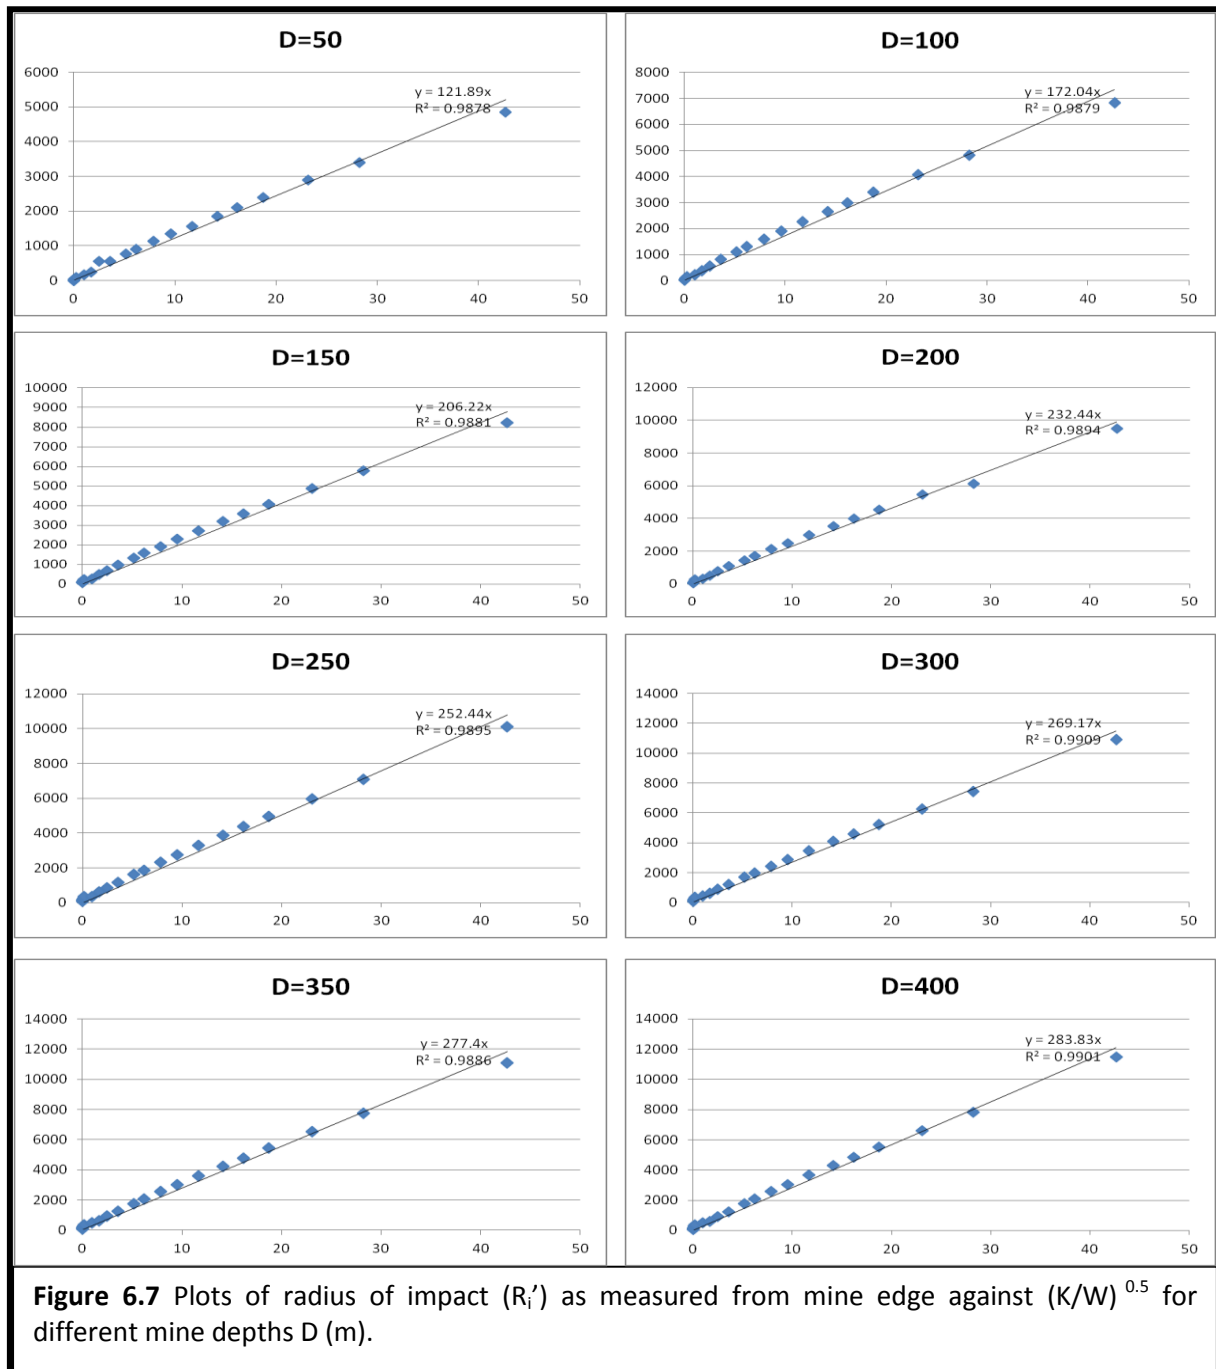 D=50
6000
5000
4000
3000
2000
1000
0
y = 121.89x
R² = 0.9878
0 10 20 30 40 50
D=100
8000
7000
6000
5000
4000
3000
2000
1000
0
y = 172.04x
R² = 0.9879
0 10 20 30 40 50
D=150
10000
9000
8000
7000
6000
5000
4000
3000
2000
1000
0
y = 206.22x
R² = 0.9881
0 10 20 30 40 50
D=200
12000
10000
8000
6000
4000
2000
0
y = 232.44x
R² = 0.9894
0 10 20 30 40 50
D=250
12000
10000
8000
6000
4000
2000
0
y = 252.44x
R² = 0.9895
0 10 20 30 40 50
D=300
14000
12000
10000
8000
6000
4000
2000
0
y = 269.17x
R² = 0.9909
0 10 20 30 40 50
D=350
14000
12000
10000
8000
6000
4000
2000
0
y = 277.4x
R² = 0.9886
0 10 20 30 40 50
D=400
14000
12000
10000
8000
6000
4000
2000
0
y = 283.83x
R² = 0.9901
0 10 20 30 40 50
Figure 6.7 Plots of radius of impact (Ri') as measured from mine edge against (K/W) 0.5 for
different mine depths D (m).